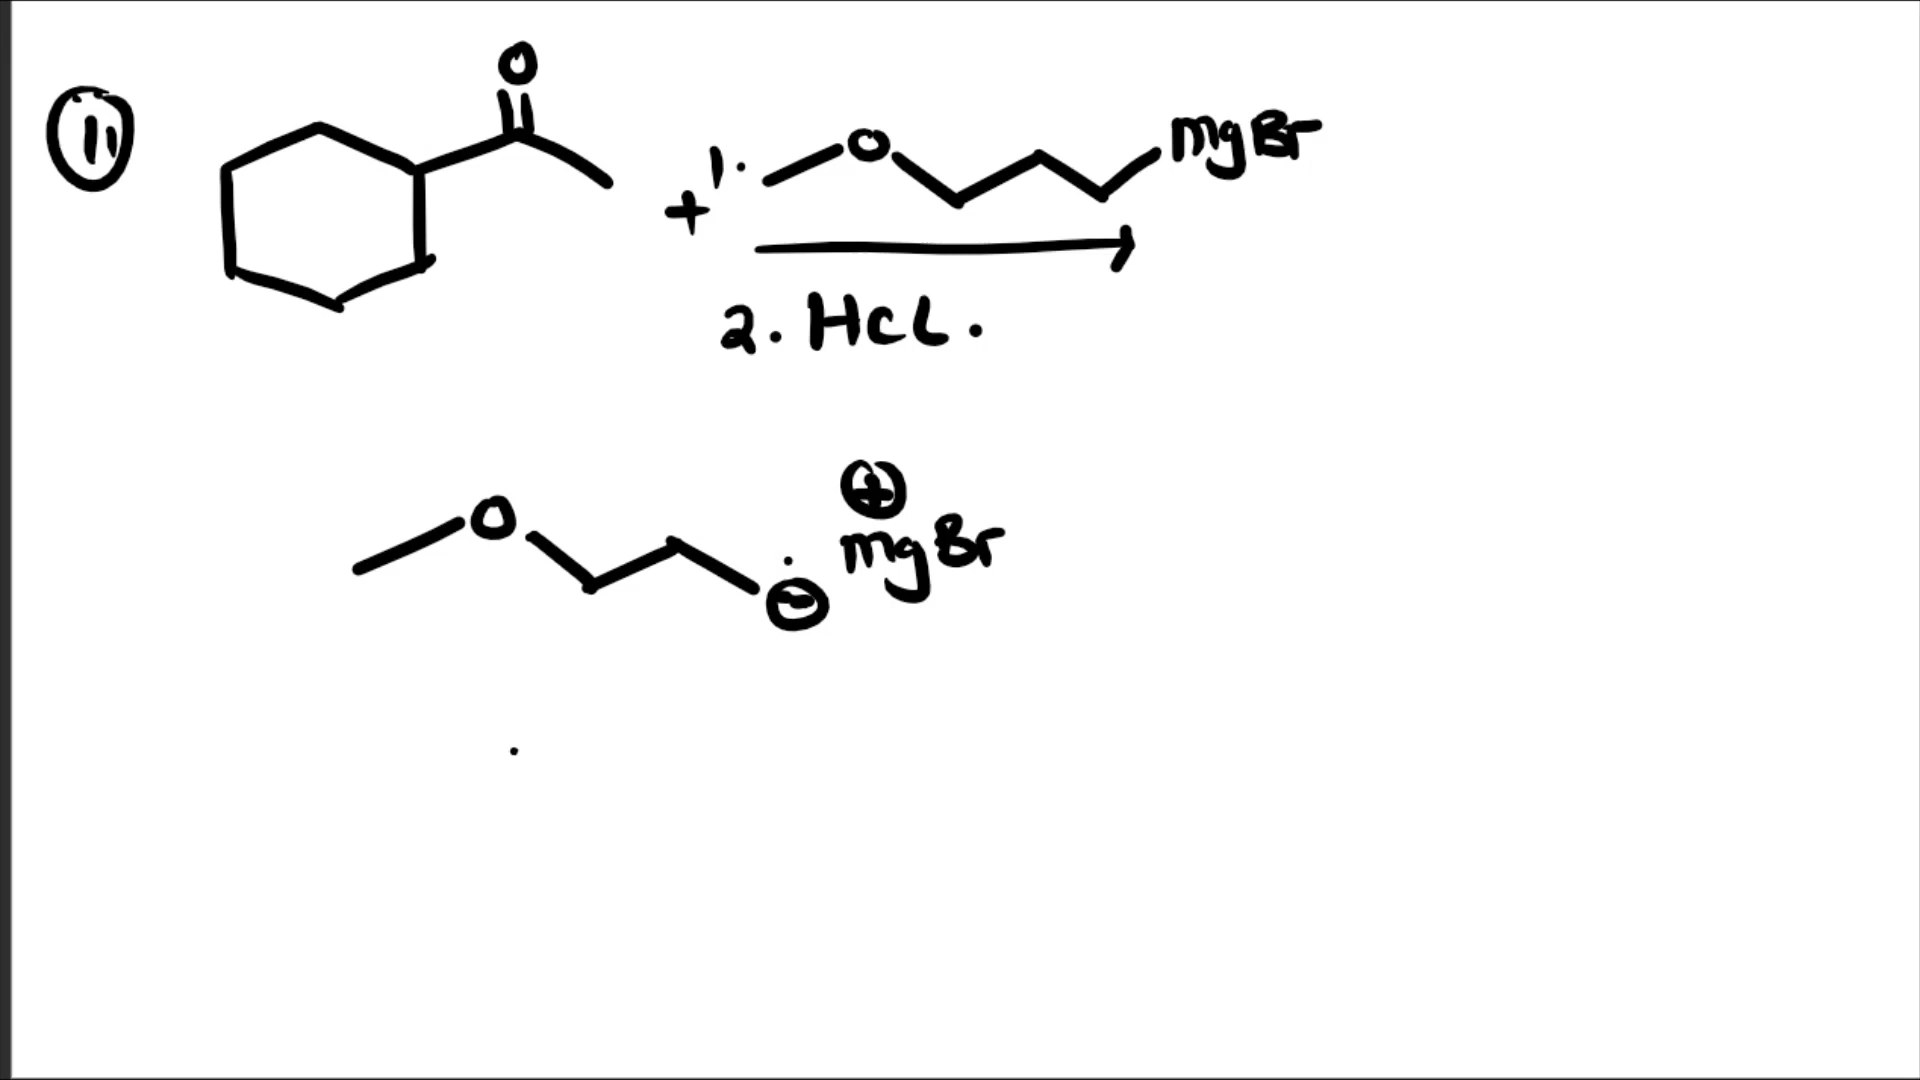 11
O
+ 1. O mgBr
2. HCL.
O ⊖ ⊕ mgBr